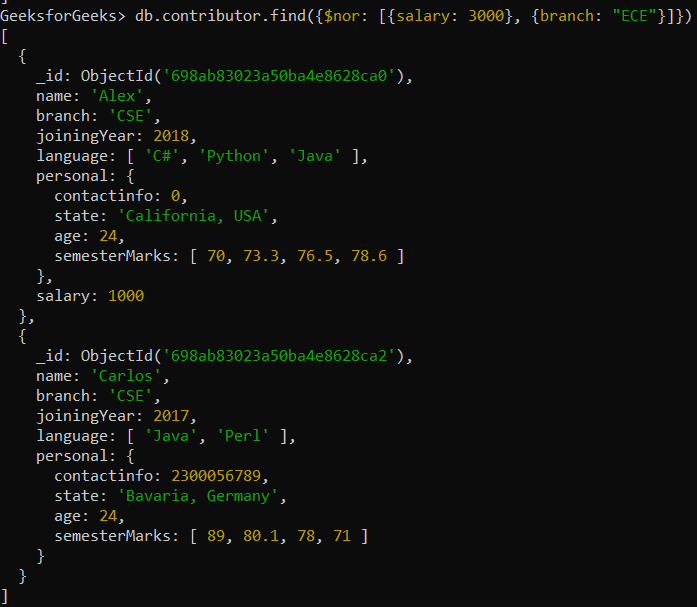 GeeksforGeeks> db.contributor.find({$nor: [{salary: 3000}, {branch: "ECE"}]})
[
  {
    _id: ObjectId('698ab83023a50ba4e8628ca0'),
    name: 'Alex',
    branch: 'CSE',
    joiningYear: 2018,
    language: [ 'C#', 'Python', 'Java' ],
    personal: {
      contactinfo: 0,
      state: 'California, USA',
      age: 24,
      semesterMarks: [ 70, 73.3, 76.5, 78.6 ]
    },
    salary: 1000
  },
  {
    _id: ObjectId('698ab83023a50ba4e8628ca2'),
    name: 'Carlos',
    branch: 'CSE',
    joiningYear: 2017,
    language: [ 'Java', 'Perl' ],
    personal: {
      contactinfo: 2300056789,
      state: 'Bavaria, Germany',
      age: 24,
      semesterMarks: [ 89, 80.1, 78, 71 ]
    }
  }
]